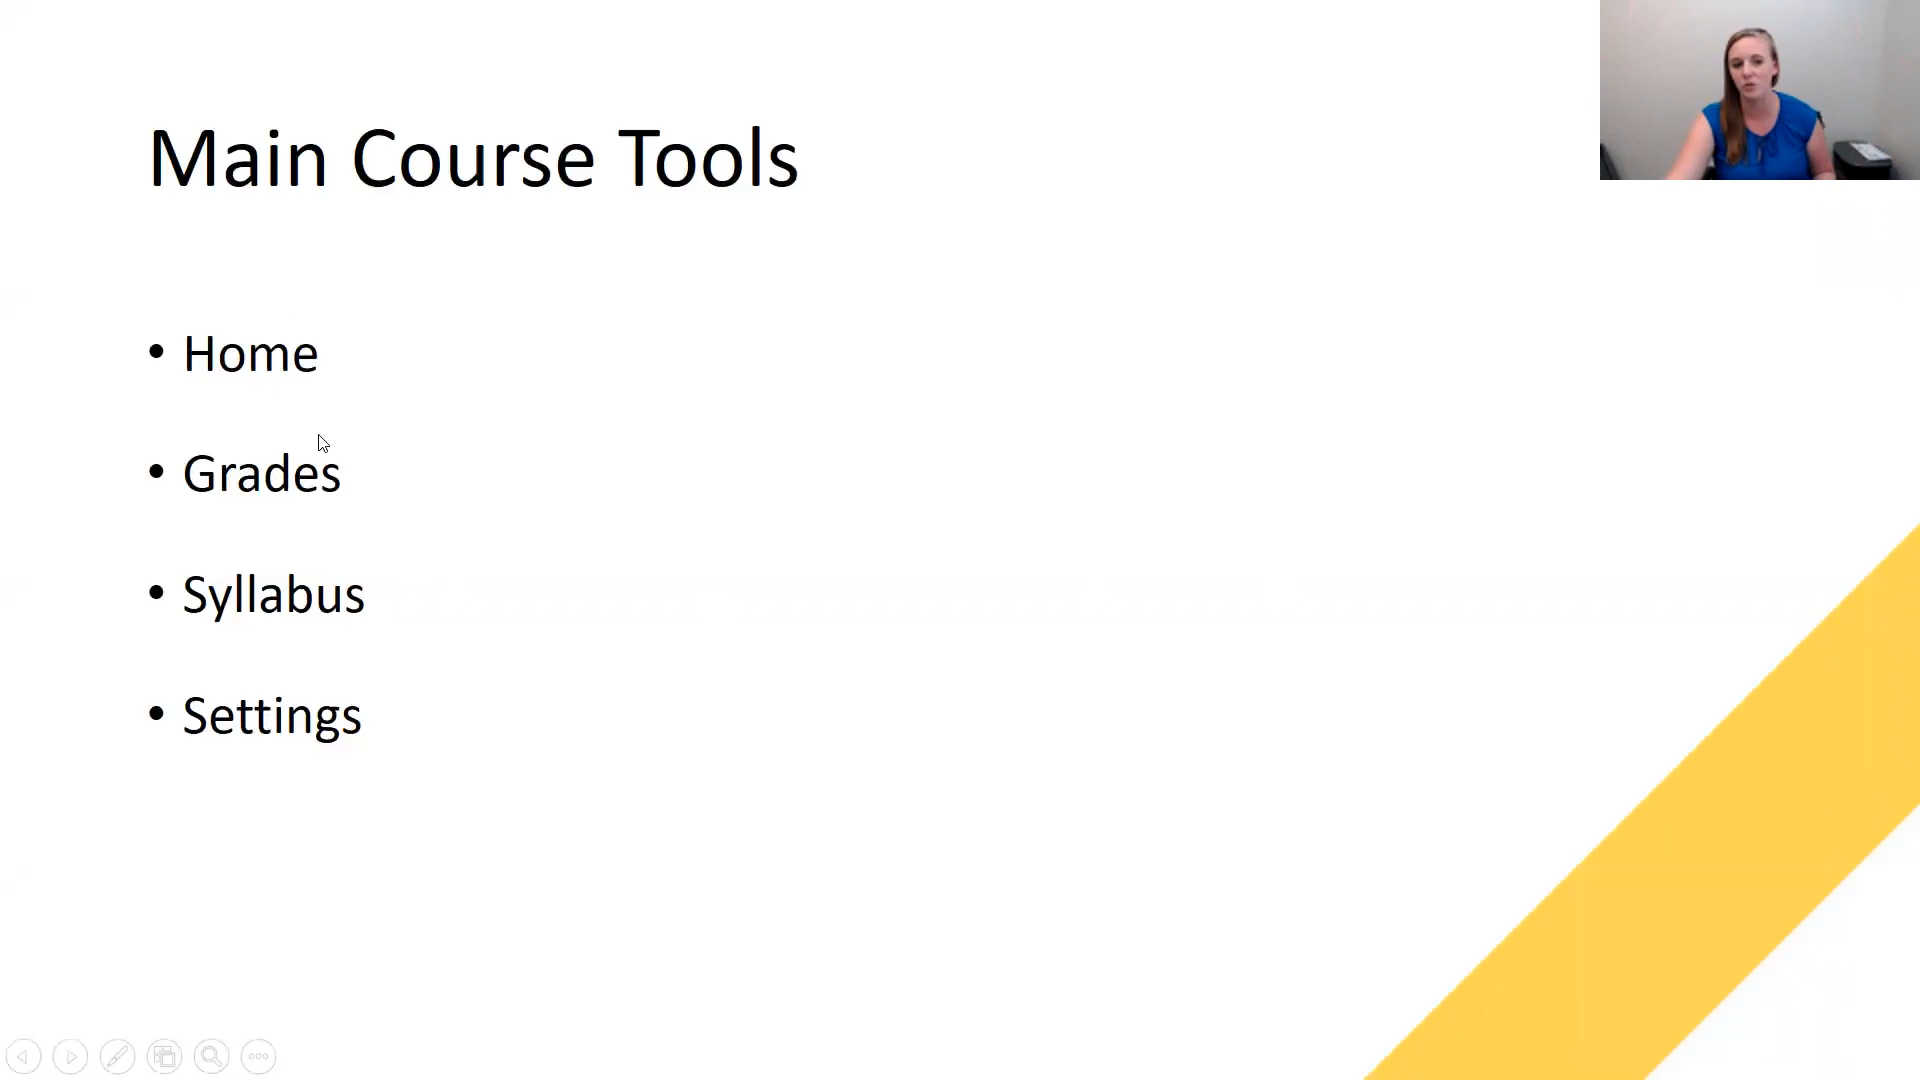 Main Course Tools
• Home
• Grades
• Syllabus
• Settings